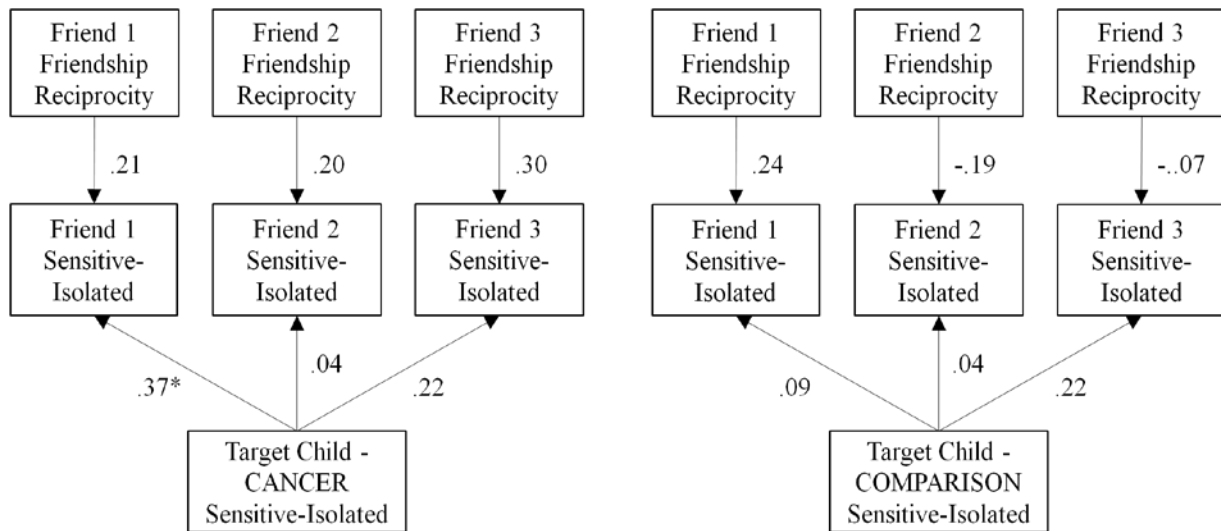 Friend 1
Friendship
Reciprocity
Friend 2
Friendship
Reciprocity
Friend 3
Friendship
Reciprocity
Friend 1
Friendship
Reciprocity
Friend 2
Friendship
Reciprocity
Friend 3
Friendship
Reciprocity
.21
.20
.30
.24
-.19
-..07
Friend 1
Sensitive-
Isolated
Friend 2
Sensitive-
Isolated
Friend 3
Sensitive-
Isolated
Friend 1
Sensitive-
Isolated
Friend 2
Sensitive-
Isolated
Friend 3
Sensitive-
Isolated
.37*
.04
.22
.09
.04
.22
Target Child -
CANCER
Sensitive-Isolated
Target Child -
COMPARISON
Sensitive-Isolated